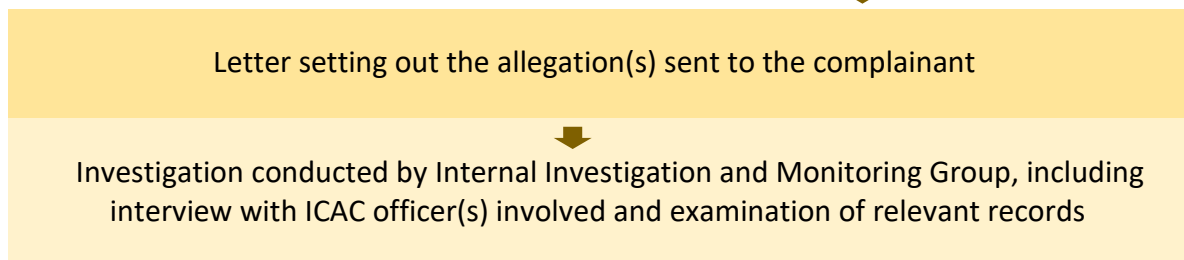 Letter setting out the allegation(s) sent to the complainant
Investigation conducted by Internal Investigation and Monitoring Group, including
interview with ICAC officer(s) involved and examination of relevant records